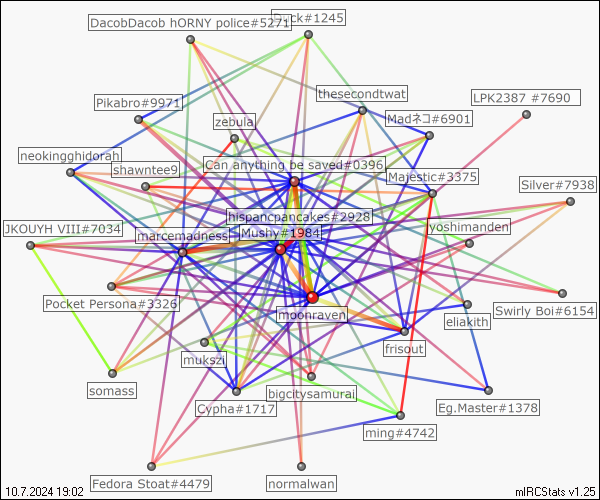 DacobDacob hORNY police#5271
Duck#1245
Pikabro#9971
thesecondtwat
LPK2387 #7690
zebula
Madネコ#6901
neokingghidorah
shawntee9
Can anything be saved#0396
Majestic#3375
Silver#7938
hispancpancakes#2928
JKOUYH VIII#7034
marcemadness
Mushy#1984
yoshimanden
Pocket Persona#3326
moonraven
eliakith
Swirly Boi#6154
mukszi
frisout
somass
Cypha#1717
bigcitysamurai
Eg.Master#1378
ming#4742
Fedora Stoat#4479
normalwan
10.7.2024 19:02
mIRCStats v1.25